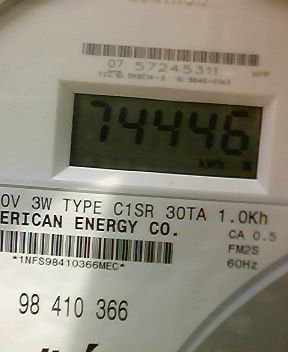 07 57245311
74446
kWh
0V 3W TYPE C1SR 30TA 1.0Kh
ERICAN ENERGY CO.
CA 0.5
FM2S
60Hz
*1NFS98410366MEC*
98 410 366